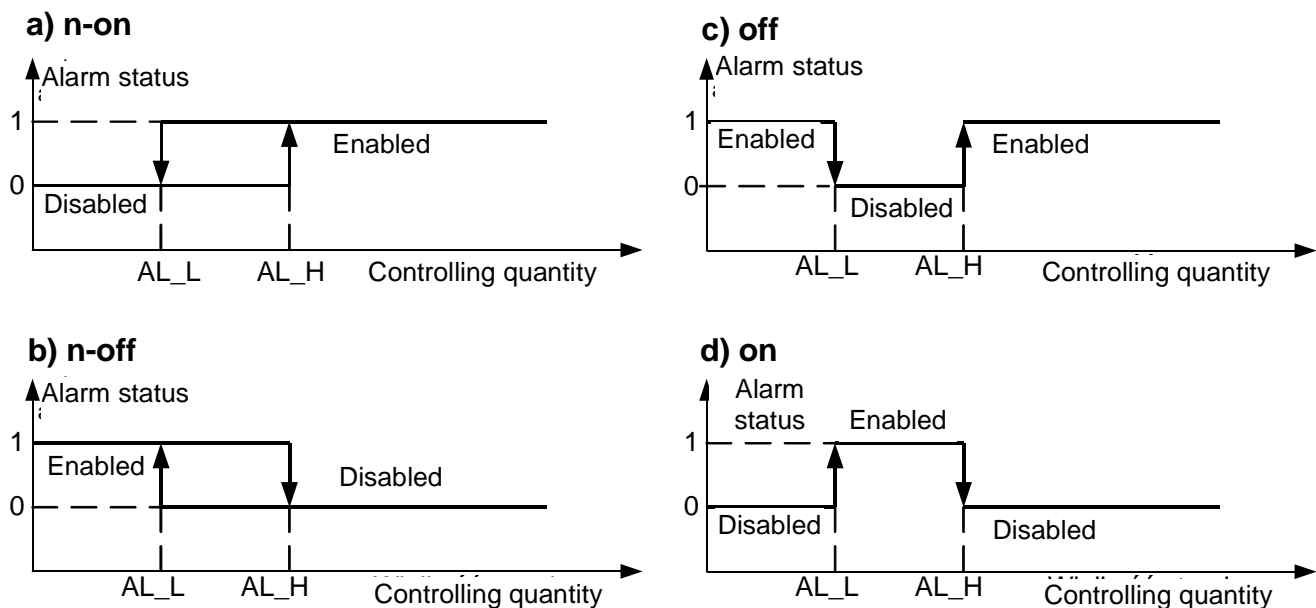 a) n-on
Alarm status
1
Enabled
0
Disabled
AL_L
AL_H
Controlling quantity
c) off
Alarm status
1
Enabled
Enabled
0
Disabled
AL_L
AL_H
Controlling quantity
b) n-off
Alarm status
1
Enabled
Disabled
0
AL_L
AL_H
Controlling quantity
d) on
Alarm
status
Enabled
1
0
Disabled
Disabled
AL_L
AL_H
Controlling quantity